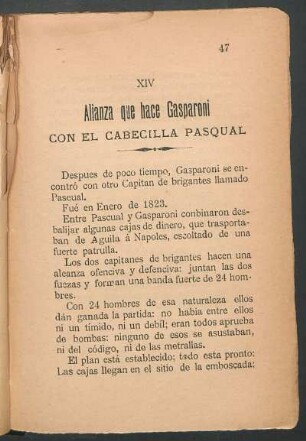 47
XIV
Alianza que hace Gasparoni
CON EL CABECILLA PASQUAL
Despues de poco tiempo, Gasparoni se en-
contró con otro Capitan de brigantes llamado
Pascual.
Fué en Enero de 1823.
Entre Pascual y Gasparoni conbinaron des-
balijar algunas cajas de dinero, que trasporta-
ban de Aguila á Napoles, escoltado de una
fuerte patrulla.
Los dos capitanes de brigantes hacen una
aleanza ofenciva y defenciva: juntan las dos
fuezas y forman una banda fuerte de 24 hom-
bres.
Con 24 hombres de esa naturaleza ellos
dán ganada la partida: no habia entre ellos
ni un tímido, ni un debil; eran todos aprueba
de bombas: ninguno de esos se asustaban,
ni del código, ni de las metrallas.
El plan está establecido: tado esta pronto:
Las cajas llegan en el sitio de la emboscada: